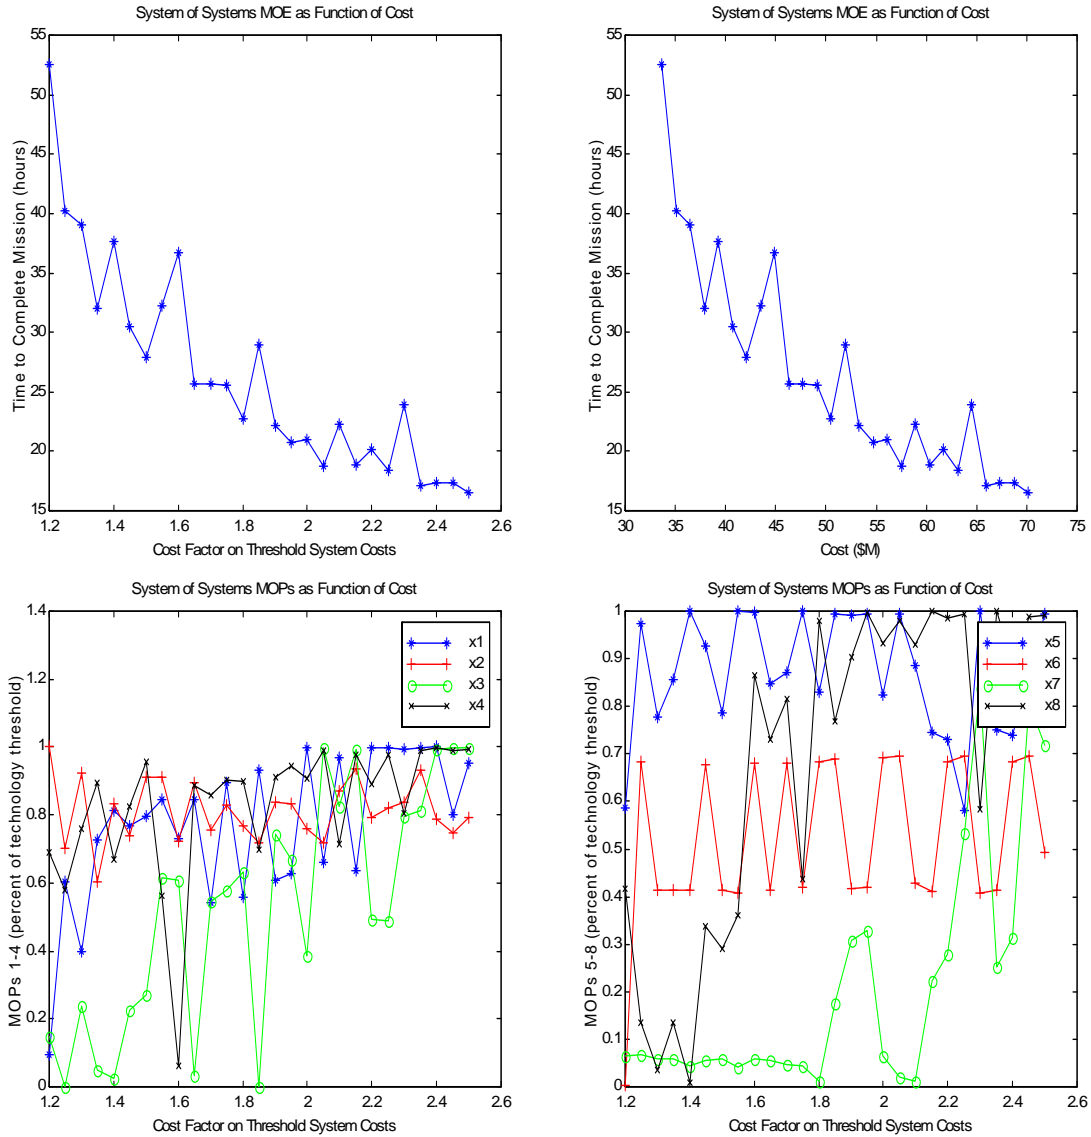 System of Systems MOE as Function of Cost
55
50
45
40
35
30
25
20
15
Time to Complete Mission (hours)
1.2 1.4 1.6 1.8 2 2.2 2.4 2.6
Cost Factor on Threshold System Costs
System of Systems MOE as Function of Cost
55
50
45
40
35
30
25
20
15
Time to Complete Mission (hours)
30 35 40 45 50 55 60 65 70 75
Cost ($M)
System of Systems MOPs as Function of Cost
1.4
1.2
1
0.8
0.6
0.4
0.2
0
MOPs 1-4 (percent of technology threshold)
x1
x2
x3
x4
1.2 1.4 1.6 1.8 2 2.2 2.4 2.6
Cost Factor on Threshold System Costs
System of Systems MOPs as Function of Cost
1
0.9
0.8
0.7
0.6
0.5
0.4
0.3
0.2
0.1
0
MOPs 5-8 (percent of technology threshold)
x5
x6
x7
x8
1.2 1.4 1.6 1.8 2 2.2 2.4 2.6
Cost Factor on Threshold System Costs